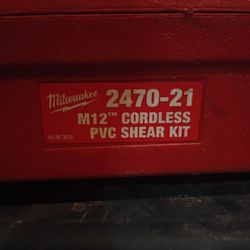 Milwaukee 2470-21
M12™ CORDLESS
PVC SHEAR KIT